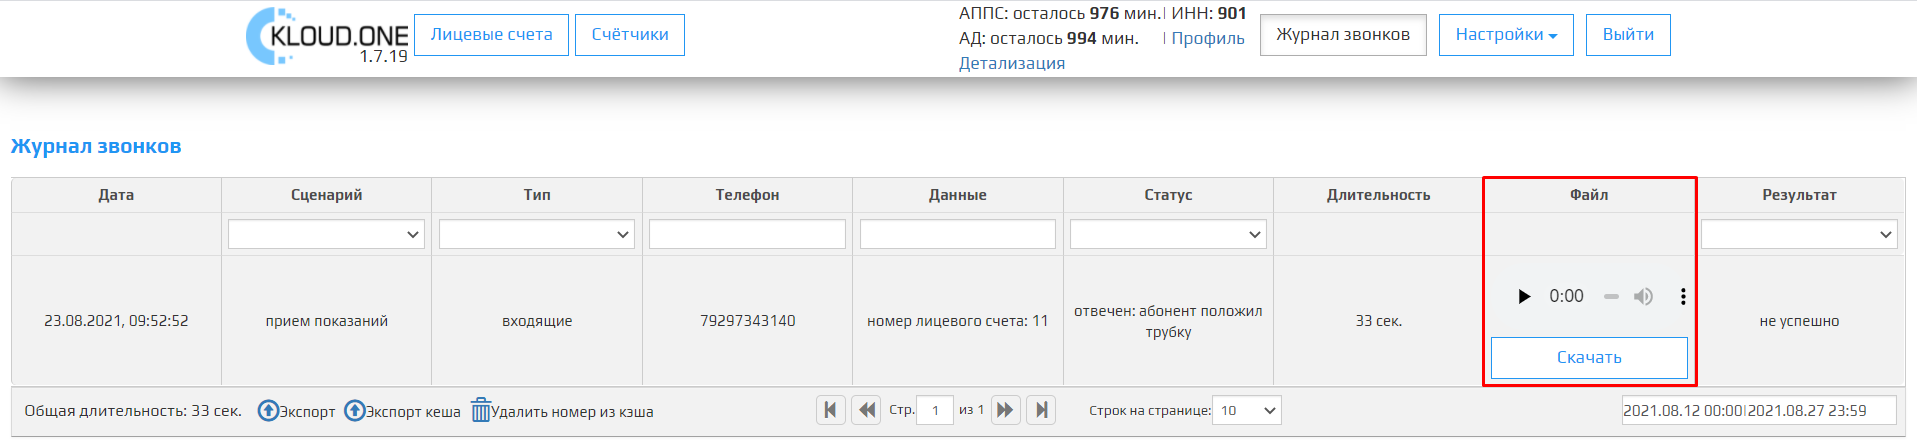 KLOUD.ONE
1.7.19
Лицевые счета
Счётчики
АППС: осталось 976 мин.| ИНН: 901
АД: осталось 994 мин. | Профиль
Детализация
Журнал звонков
Настройки
Выйти
Журнал звонков
Дата Сценарий Тип Телефон Данные Статус Длительность Файл Результат
23.08.2021, 09:52:52 прием показаний входящие 79297343140 номер лицевого счета: 11 отвечен: абонент положил трубку 33 сек. 0:00 не успешно
Скачать
Общая длительность: 33 сек. Экспорт Экспорт кеша Удалить номер из кэша Стр. 1 из 1 Строк на странице: 10 2021.08.12 00:00|2021.08.27 23:59